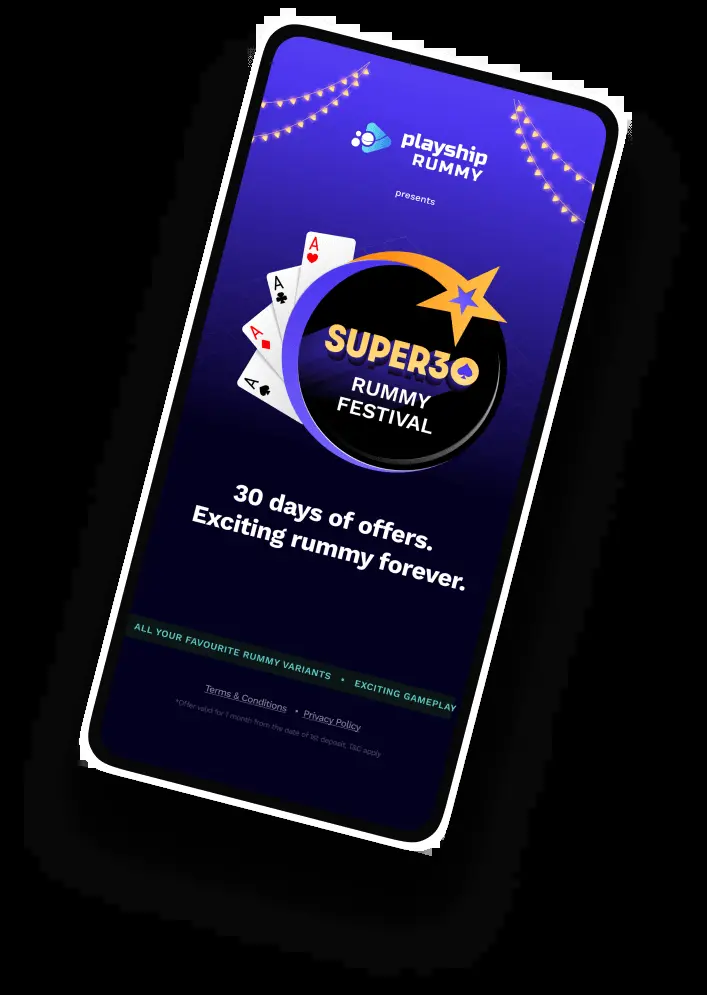 playship
RUMMY
presents
A
A
A
A
SUPER30
RUMMY
FESTIVAL
30 days of offers.
Exciting rummy forever.
ALL YOUR FAVOURITE RUMMY VARIANTS • EXCITING GAMEPLAY
Terms & Conditions • Privacy Policy
*Offer valid for 1 month from the date of 1st deposit, T&C apply